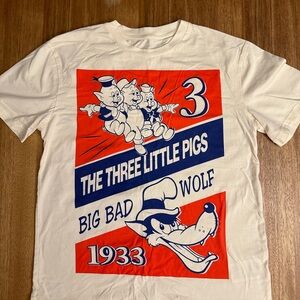 3
THE THREE LITTLE PIGS
BIG BAD WOLF
1933